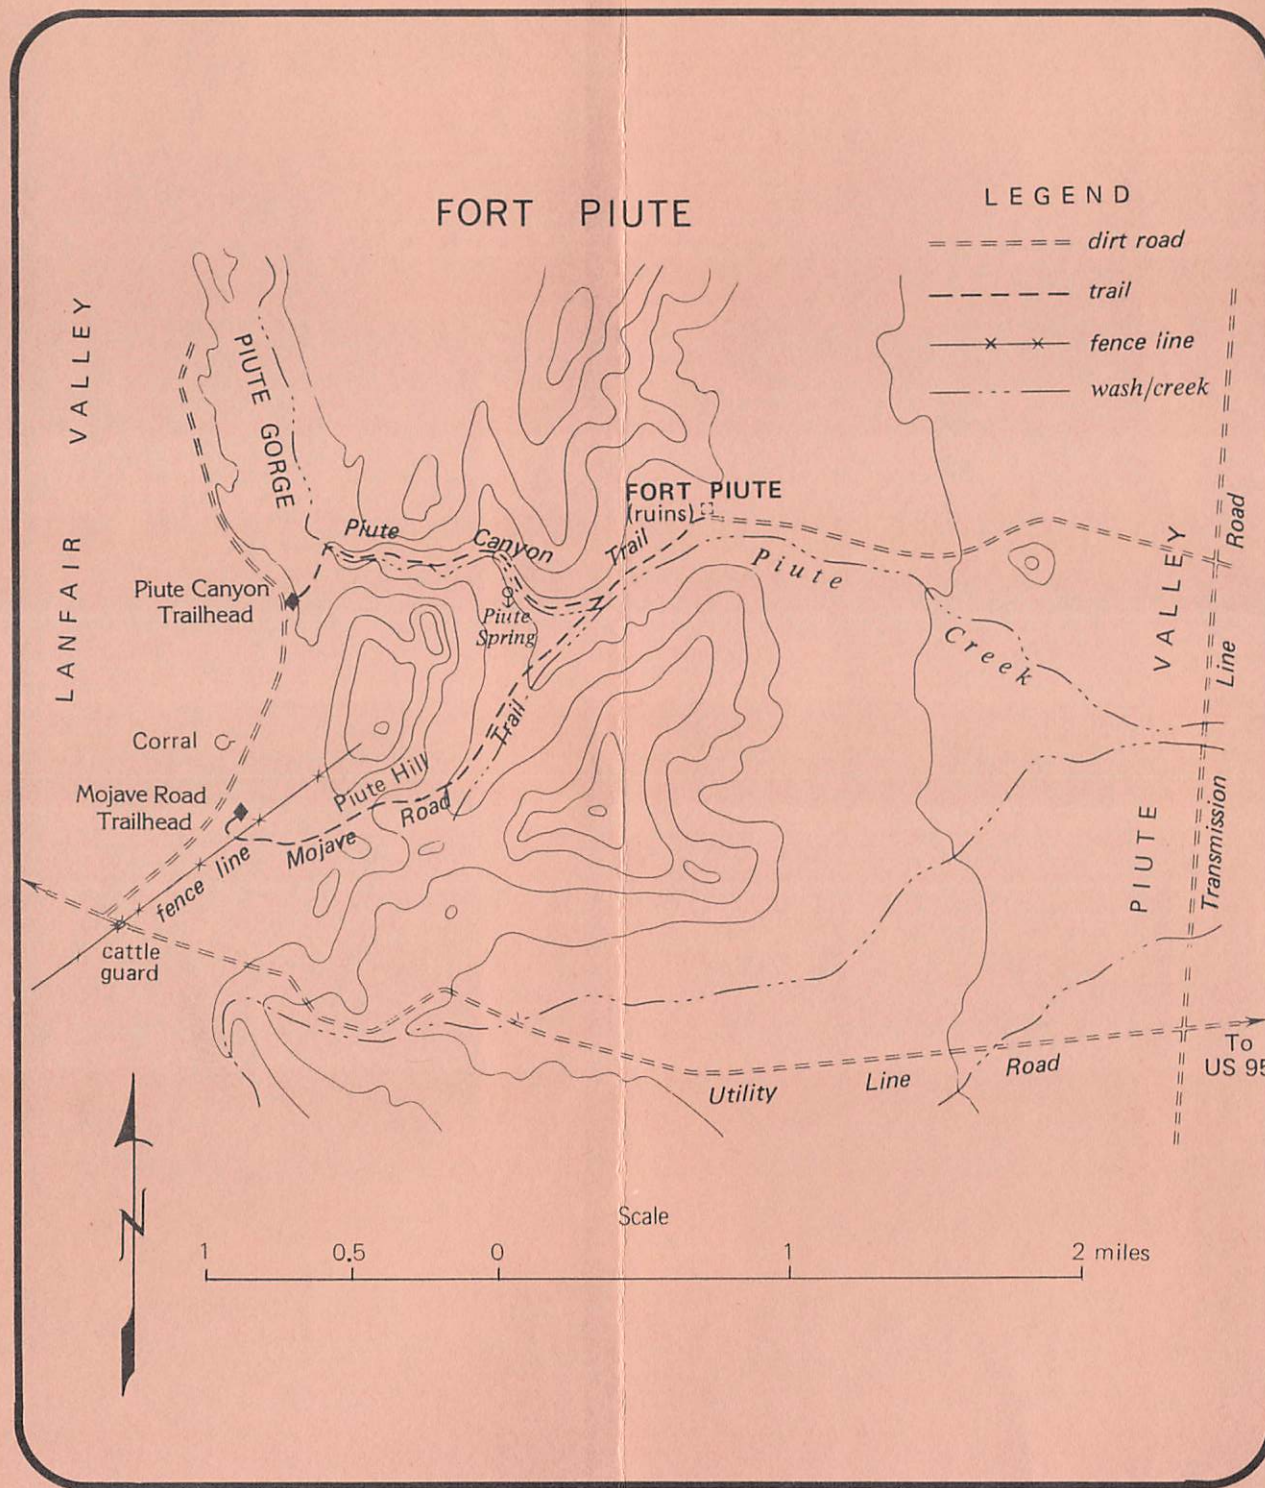 FORT PIUTE
LEGEND
dirt road
trail
fence line
wash/creek
LANFAIR VALLEY
PIUTE GORGE
FORT PIUTE
(ruins)
Piute Canyon Trail
Piute Creek
Piute Canyon
Trailhead
Piute
Spring
Corral
Mojave Road
Trailhead
Piute Hill
Mojave Road Trail
fence line
cattle
guard
PIUTE VALLEY
Transmission Line Road
Utility Line Road
To
US 95
N
Scale
1 0.5 0 1 2 miles